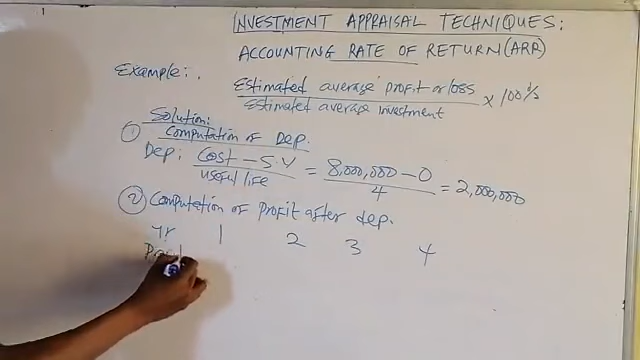 INVESTMENT APPRAISAL TECHNIQUES:
ACCOUNTING RATE OF RETURN (ARR)
Example:.
Estimated average profit or loss
Estimated average investment
× 100%
Solution:
① Computation of Dep:
Dep: Cost - S.V = 8,000,000 - 0 = 2,000,000
useful life 4
② Computation of Profit after dep.
yr 1 2 3 4